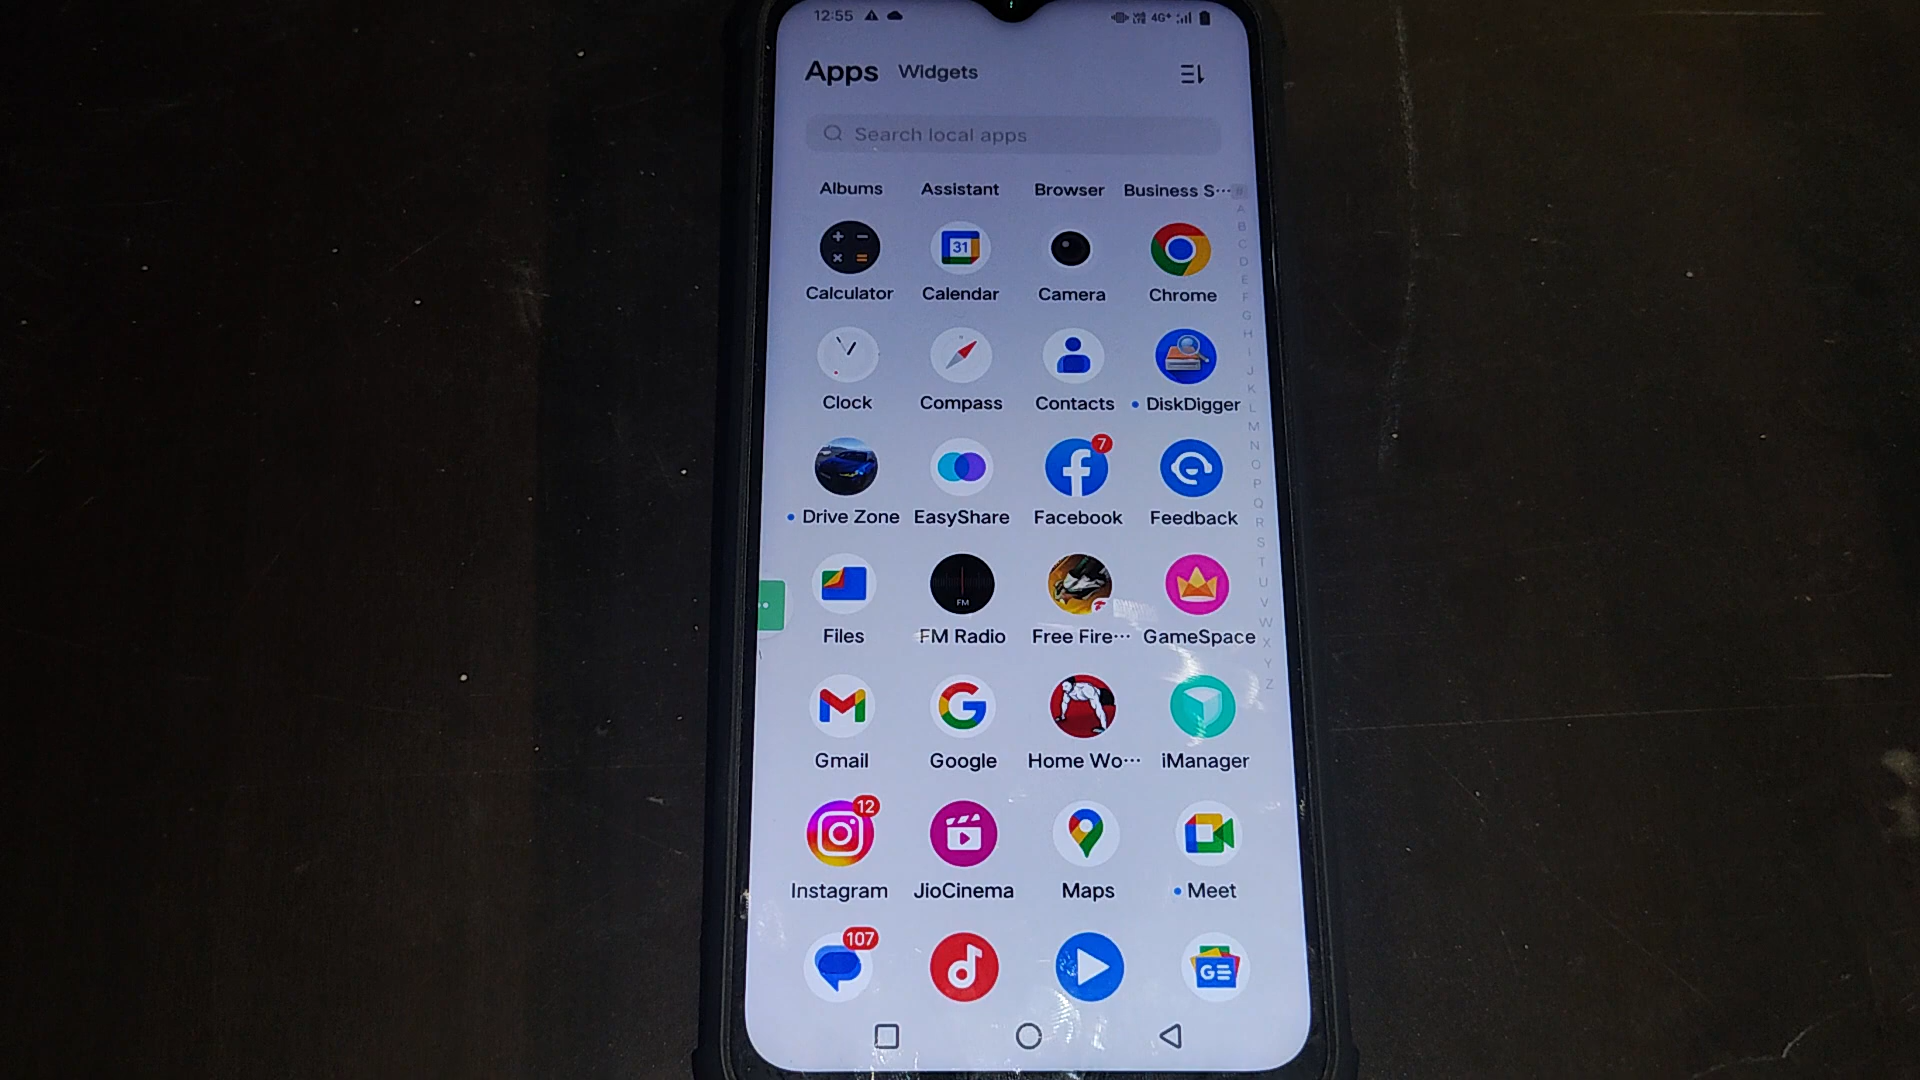 12:55 4G+
Apps Widgets
Search local apps
Albums Assistant Browser Business S...
#
A
B
C
D
E
F
G
H
I
J
K
L
M
N
O
P
Q
R
S
T
U
V
W
X
Y
Z
31
Calculator Calendar Camera Chrome
Clock Compass Contacts DiskDigger
7
Drive Zone EasyShare Facebook Feedback
FM
Files FM Radio Free Fire... GameSpace
Gmail Google Home Wo... iManager
12
Instagram JioCinema Maps Meet
107